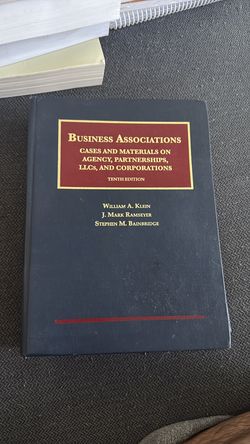 BUSINESS ASSOCIATIONS
CASES AND MATERIALS ON
AGENCY, PARTNERSHIPS,
LLCs, AND CORPORATIONS
TENTH EDITION
WILLIAM A. KLEIN
J. MARK RAMSEYER
STEPHEN M. BAINBRIDGE